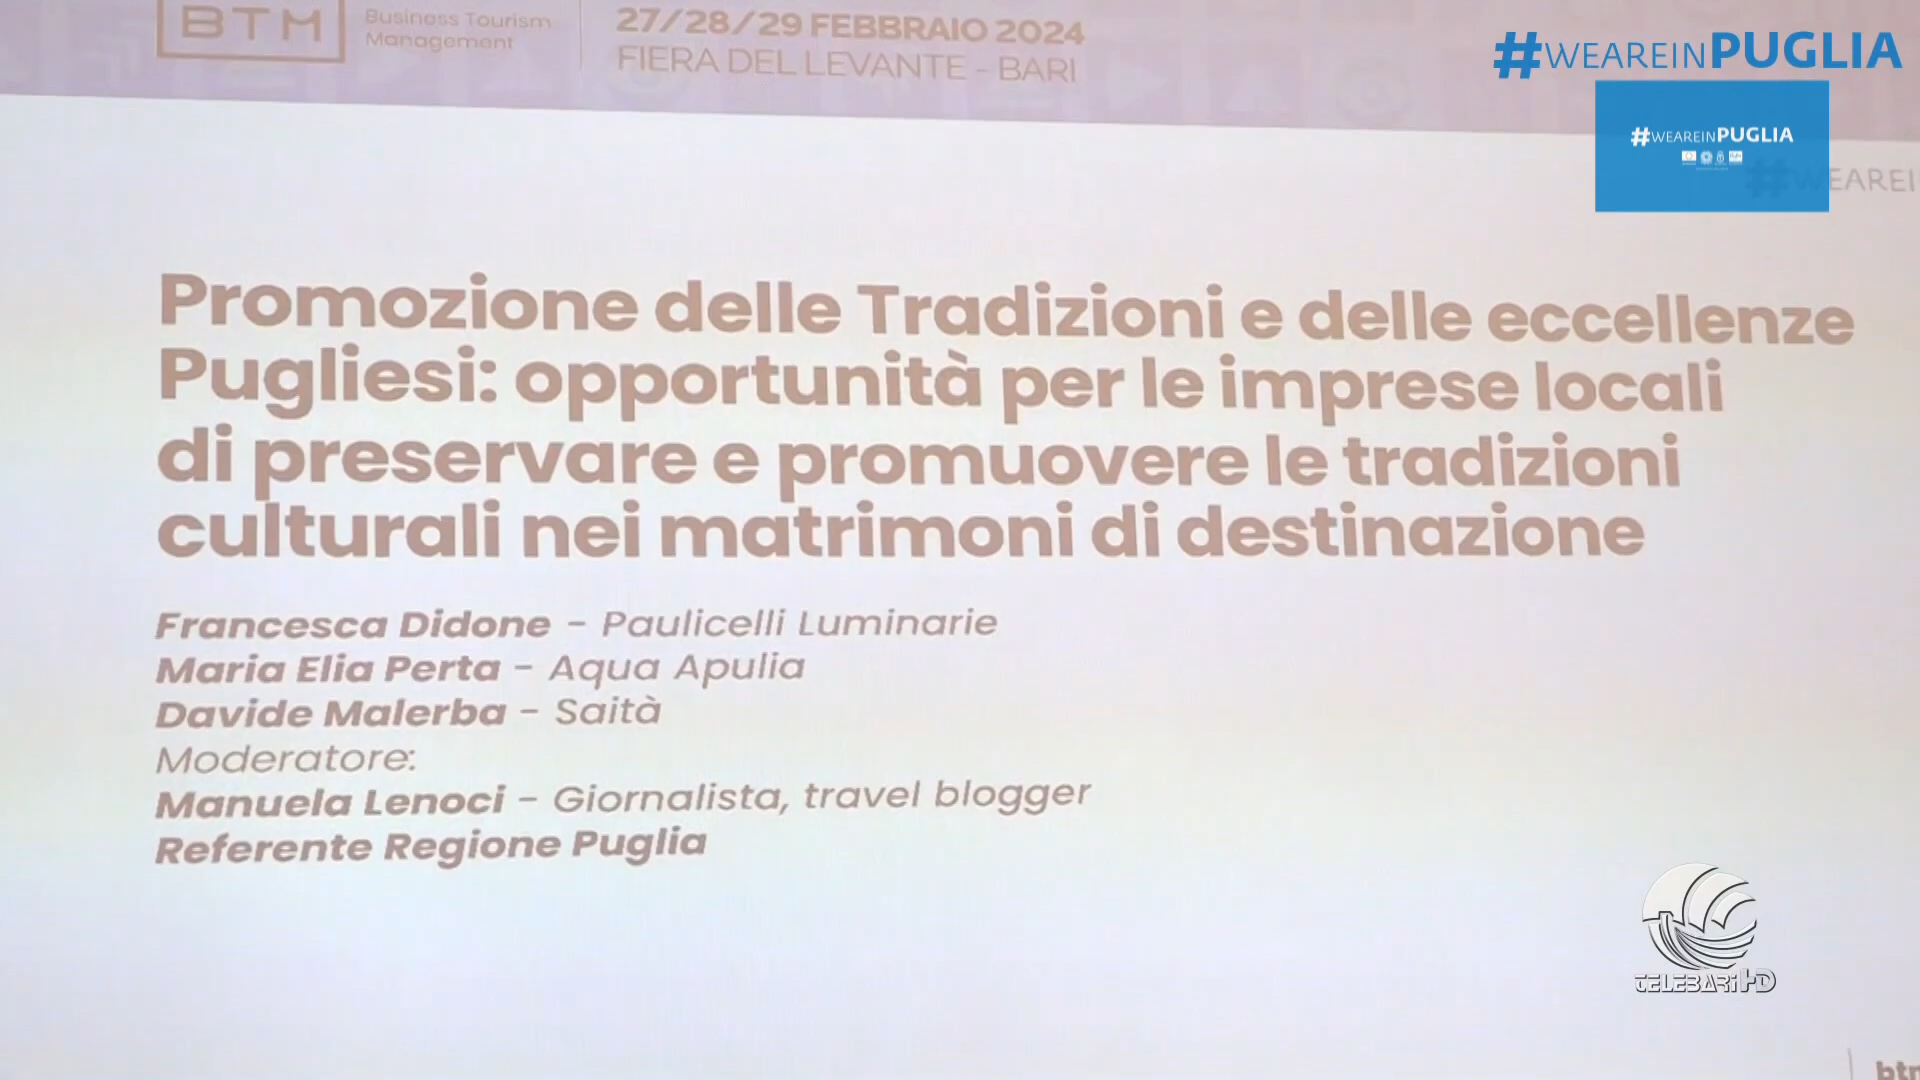 BTM
Business Tourism
Management
27/28/29 FEBBRAIO 2024
FIERA DEL LEVANTE - BARI
#WEAREINPUGLIA
#WEAREINPUGLIA
#WEAREI
Promozione delle Tradizioni e delle eccellenze
Pugliesi: opportunità per le imprese locali
di preservare e promuovere le tradizioni
culturali nei matrimoni di destinazione
Francesca Didone - Paulicelli Luminarie
Maria Elia Perta - Aqua Apulia
Davide Malerba - Saità
Moderatore:
Manuela Lenoci - Giornalista, travel blogger
Referente Regione Puglia
TELEBARI HD